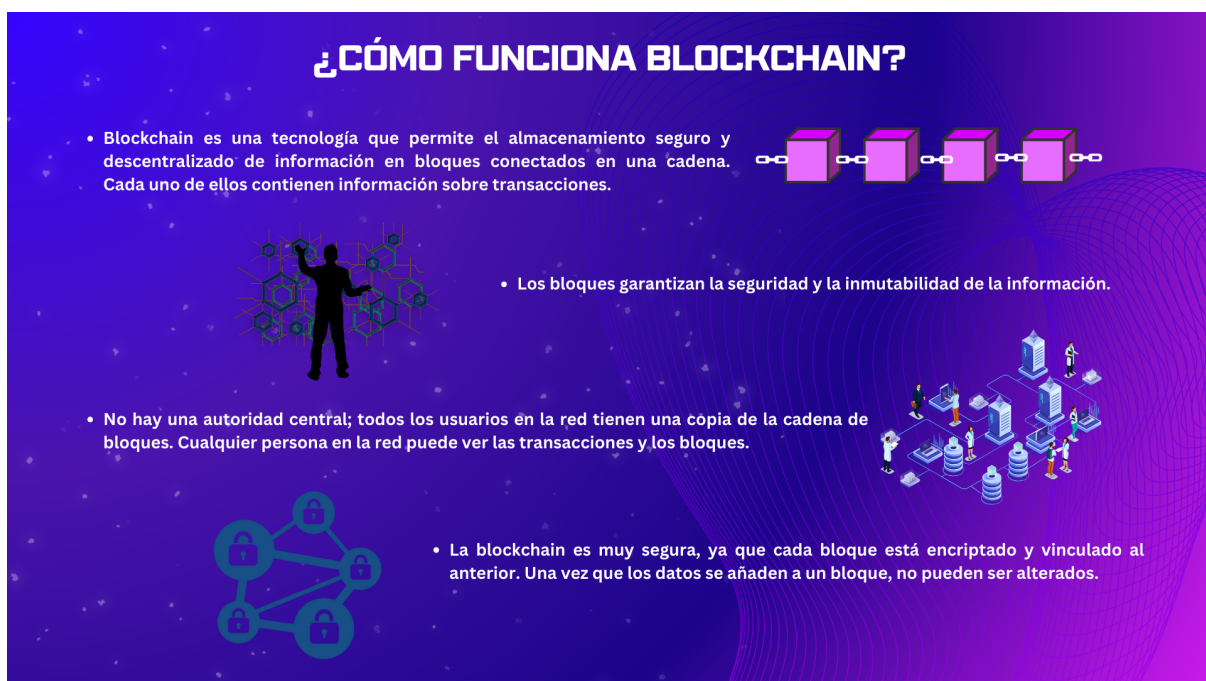 ¿CÓMO FUNCIONA BLOCKCHAIN?
• Blockchain es una tecnología que permite el almacenamiento seguro y
descentralizado de información en bloques conectados en una cadena.
Cada uno de ellos contienen información sobre transacciones.
• Los bloques garantizan la seguridad y la inmutabilidad de la información.
• No hay una autoridad central; todos los usuarios en la red tienen una copia de la cadena de
bloques. Cualquier persona en la red puede ver las transacciones y los bloques.
• La blockchain es muy segura, ya que cada bloque está encriptado y vinculado al
anterior. Una vez que los datos se añaden a un bloque, no pueden ser alterados.